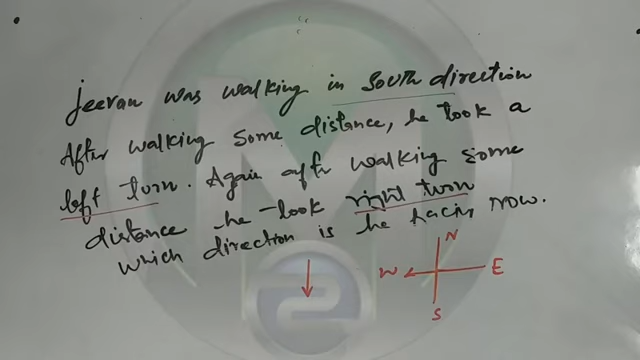 Jeevan was walking in South direction
After walking some distance, he took a
left turn. Again aftr walking some
distance he took right turn
which direction is he facing now.
N
W E
S